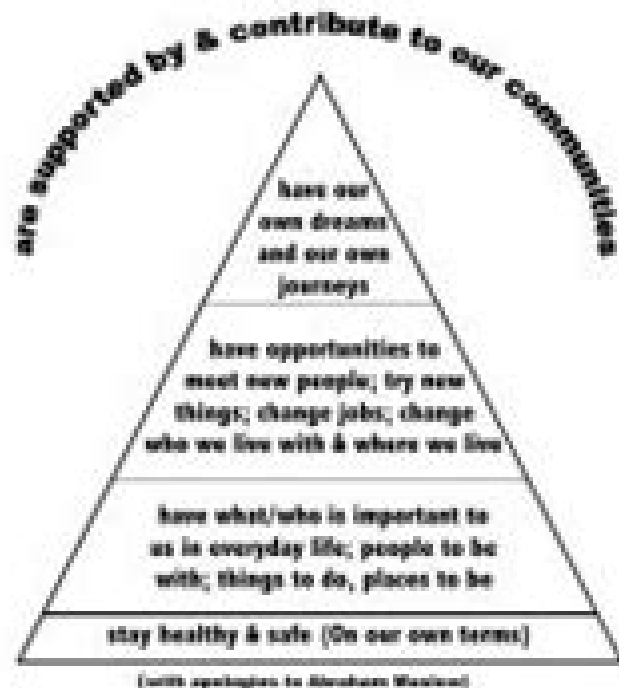 are supported by & contribute to our communities
have our
own dreams
and our own
journeys
have opportunities to
meet new people; try new
things; change jobs; change
who we live with & where we live
have what/who is important to
us in everyday life; people to be
with; things to do, places to be
stay healthy & safe (On our own terms)
(with apologies to Abraham Maslow)